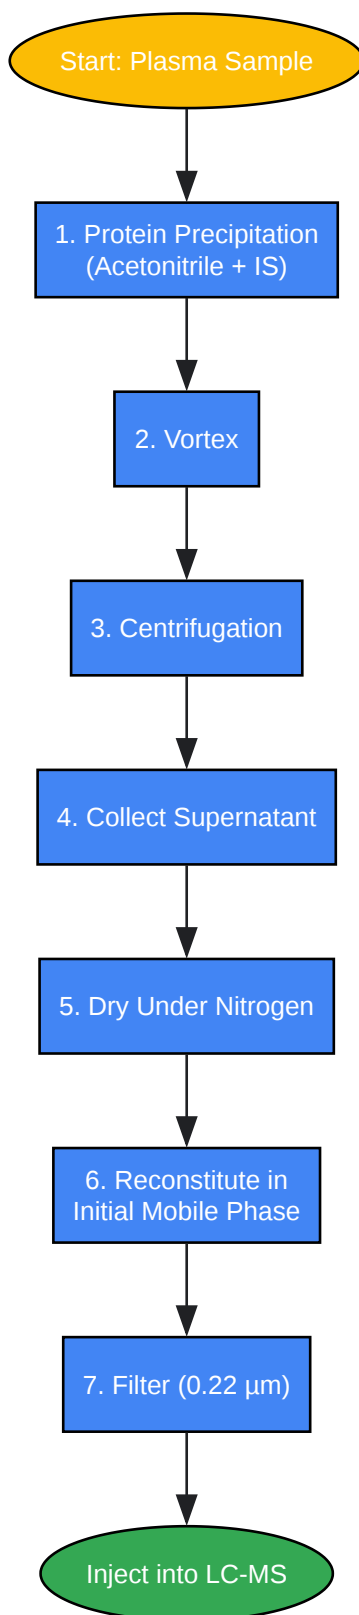 Start: Plasma Sample
1. Protein Precipitation
(Acetonitrile + IS)
2. Vortex
3. Centrifugation
4. Collect Supernatant
5. Dry Under Nitrogen
6. Reconstitute in
Initial Mobile Phase
7. Filter (0.22 µm)
Inject into LC-MS